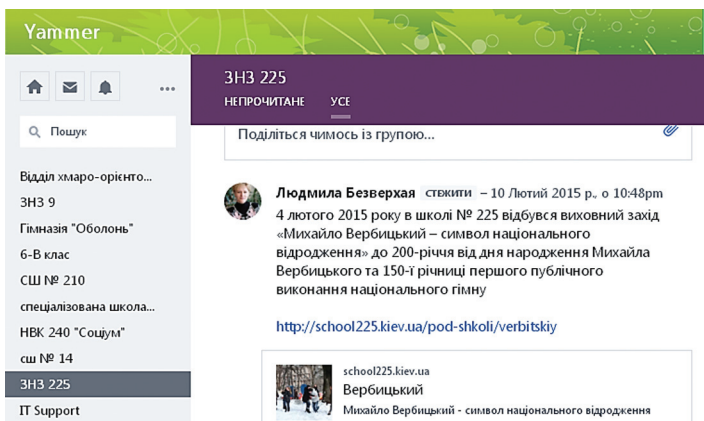 Yammer
Пошук
Відділ хмаро-орієнто...
ЗНЗ 9
Гімназія "Оболонь"
6-В клас
СШ № 210
спеціалізована школа...
НВК 240 "Соціум"
сш № 14
ЗНЗ 225
IT Support
ЗНЗ 225
НЕПРОЧИТАНЕ УСЕ
Поділіться чимось із групою...
Людмила Безверхая стежити – 10 Лютий 2015 р., о 10:48pm
4 лютого 2015 року в школі № 225 відбувся виховний захід
«Михайло Вербицький – символ національного
відродження» до 200-річчя від дня народження Михайла
Вербицького та 150-ї річниці першого публічного
виконання національного гімну
http://school225.kiev.ua/pod-shkoli/verbitskiy
school225.kiev.ua
Вербицький
Михайло Вербицький - символ національного відродження